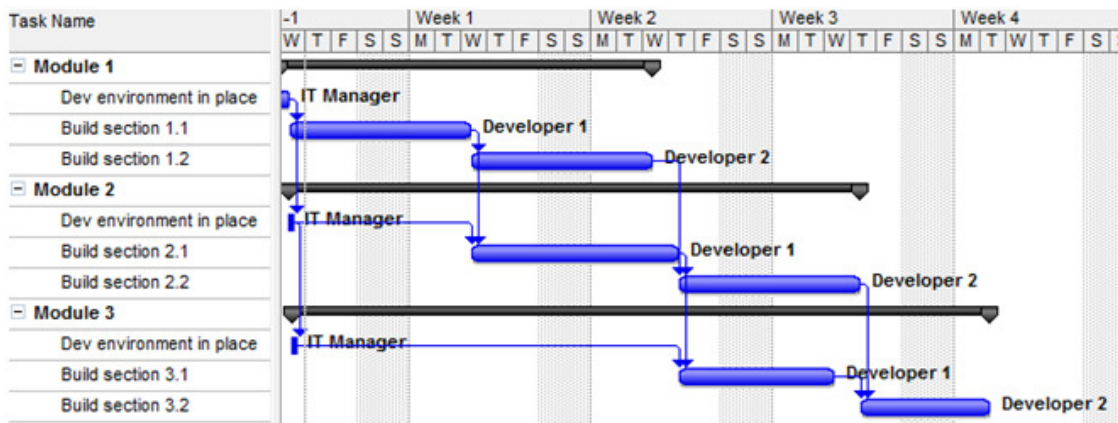 Task Name -1 Week 1 Week 2 Week 3 Week 4
W T F S S M T W T F S S M T W T F S S M T W T F S S M T W T F S
Module 1
Dev environment in place IT Manager
Build section 1.1 Developer 1
Build section 1.2 Developer 2
Module 2
Dev environment in place IT Manager
Build section 2.1 Developer 1
Build section 2.2 Developer 2
Module 3
Dev environment in place IT Manager
Build section 3.1 Developer 1
Build section 3.2 Developer 2